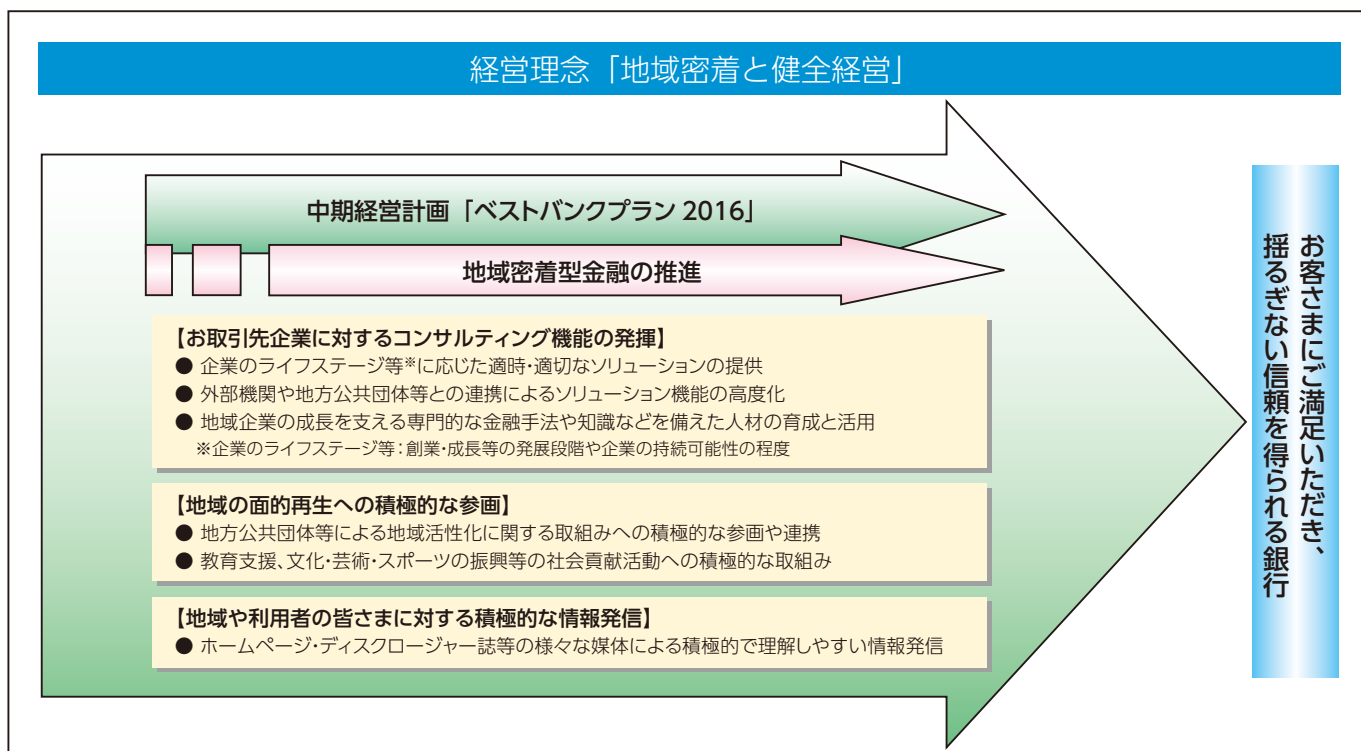 経営理念「地域密着と健全経営」
中期経営計画「ベストバンクプラン 2016」
地域密着型金融の推進
【お取引先企業に対するコンサルティング機能の発揮】
● 企業のライフステージ等※に応じた適時・適切なソリューションの提供
● 外部機関や地方公共団体等との連携によるソリューション機能の高度化
● 地域企業の成長を支える専門的な金融手法や知識などを備えた人材の育成と活用
※企業のライフステージ等：創業・成長等の発展段階や企業の持続可能性の程度
【地域の面的再生への積極的な参画】
● 地方公共団体等による地域活性化に関する取組みへの積極的な参画や連携
● 教育支援、文化・芸術・スポーツの振興等の社会貢献活動への積極的な取組み
【地域や利用者の皆さまに対する積極的な情報発信】
● ホームページ・ディスクロージャー誌等の様々な媒体による積極的で理解しやすい情報発信
お客さまにご満足いただき、
揺るぎない信頼を得られる銀行